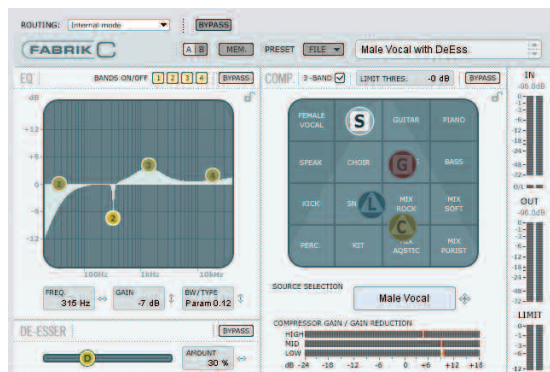 ROUTING: Internal mode BYPASS
FABRIK C A B MEM. PRESET FILE Male Vocal with DeEss
EQ BANDS ON/OFF 1 2 3 4 BYPASS
COMP. 3-BAND LIMIT THRES. -0 dB BYPASS
IN
-96.0dB
dB
+12
+6
0
-6
-12
100Hz 1kHz 10kHz
1 2 3 4
FREQ. 315 Hz
GAIN -7 dB
BW/TYPE Param 0.12
DE-ESSER BYPASS
D
AMOUNT 30 %
FEMALE VOCAL S GUITAR PIANO
SPEAK CHOIR G BASS
KICK SN L MIX ROCK MIX SOFT
C
PERC. KIT MIX AQSTIC MIX PURIST
SOURCE SELECTION
Male Vocal
COMPRESSOR GAIN / GAIN REDUCTION
HIGH
MID
LOW
dB -24 -18 -12 -6 +6 +12 +18
OUT
-96.0dB
LIMIT